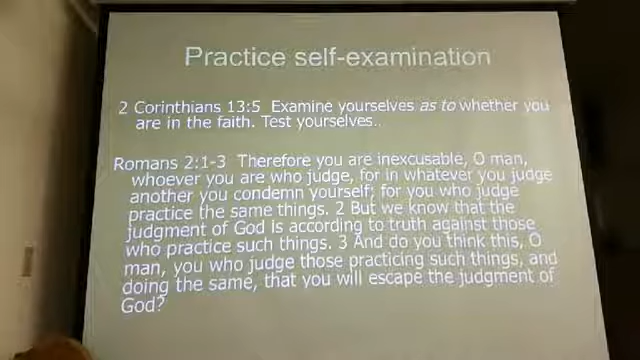 Practice self-examination
2 Corinthians 13:5 Examine yourselves as to whether you
are in the faith. Test yourselves...
Romans 2:1-3 Therefore you are inexcusable, O man,
whoever you are who judge, for in whatever you judge
another you condemn yourself; for you who judge
practice the same things. 2 But we know that the
judgment of God is according to truth against those
who practice such things. 3 And do you think this, O
man, you who judge those practicing such things, and
doing the same, that you will escape the judgment of
God?